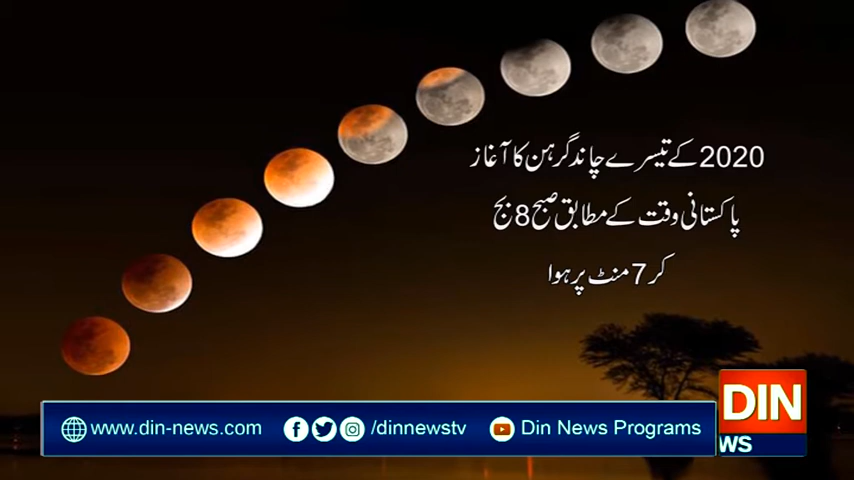 2020 کے تیسرے چاند گرہن کا آغاز
پاکستانی وقت کے مطابق صبح 8 بج
کر 7 منٹ پر ہوا
DIN
WS
www.din-news.com /dinnewstv Din News Programs